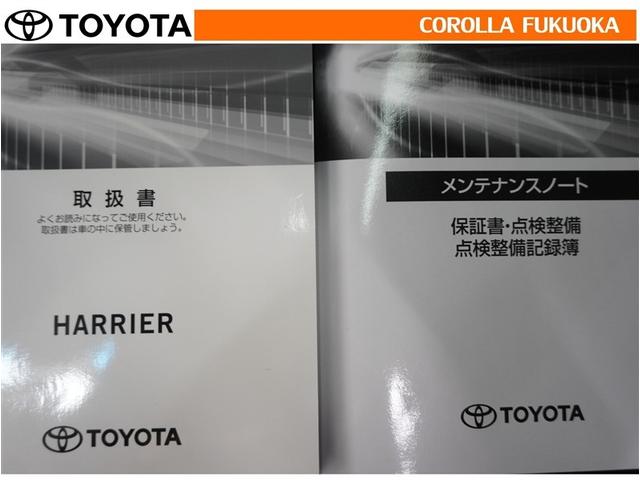 TOYOTA
COROLLA FUKUOKA
取扱書
よくお読みになってご使用ください。
取扱書は車の中に保管しましょう。
HARRIER
TOYOTA
メンテナンスノート
保証書・点検整備
点検整備記録簿
TOYOTA